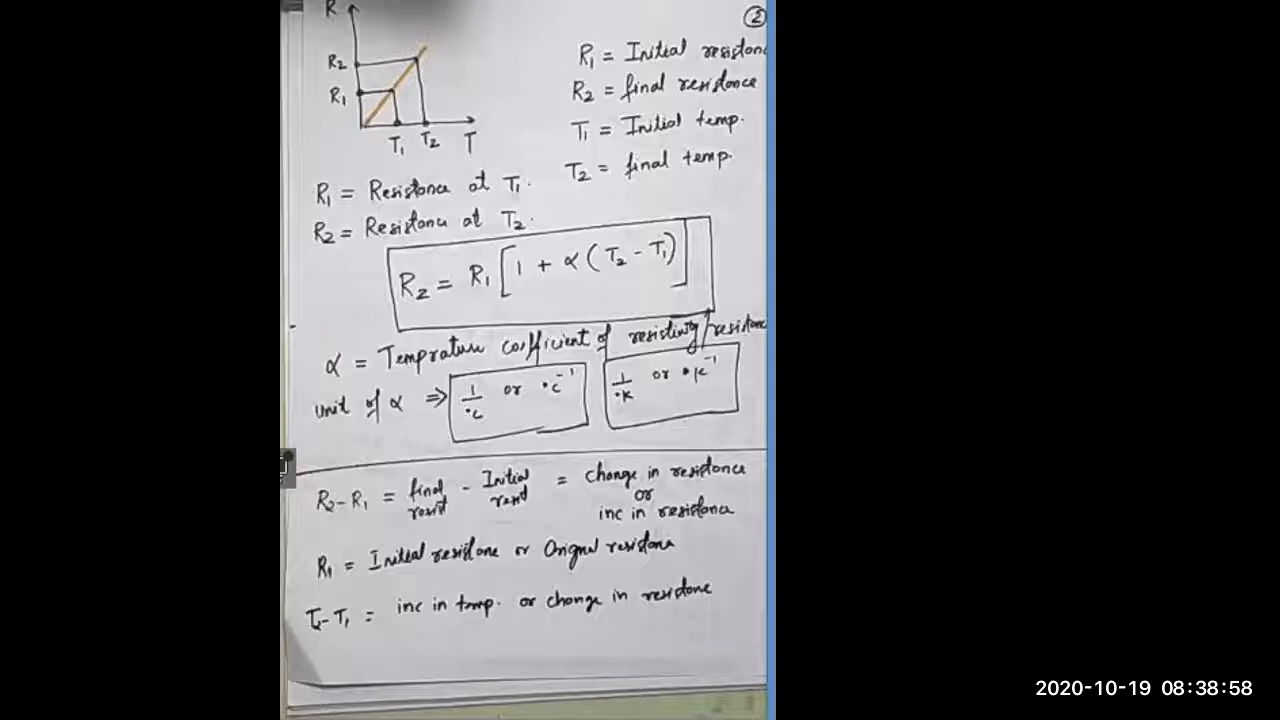 R
②
R1 = Initial resistanc
R2
R2 = final resistance
R1
T1 = Initial temp.
T1 T2 T
T2 = final temp.
R1 = Resistance at T1.
R2 = Resistance at T2.
R2 = R1 [ 1 + α ( T2 - T1) ]
α = Temprature coefficient of resistivity/resistance
unit of α ⇒ 1/°c or °c⁻¹ 1/°k or °k⁻¹
R2 - R1 = final resist - Initial resist = change in resistance
or
inc in resistance
R1 = Initial resistance or Orignal resistance
T2 - T1 = inc in temp. or change in resistance
2020-10-19 08:38:58